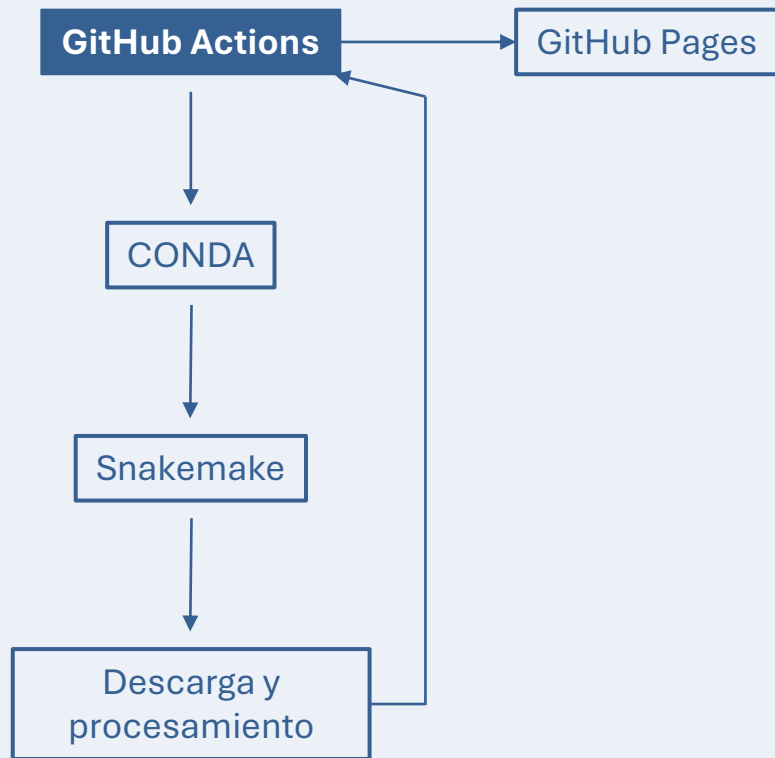 GitHub Actions
GitHub Pages
CONDA
Snakemake
Descarga y
procesamiento